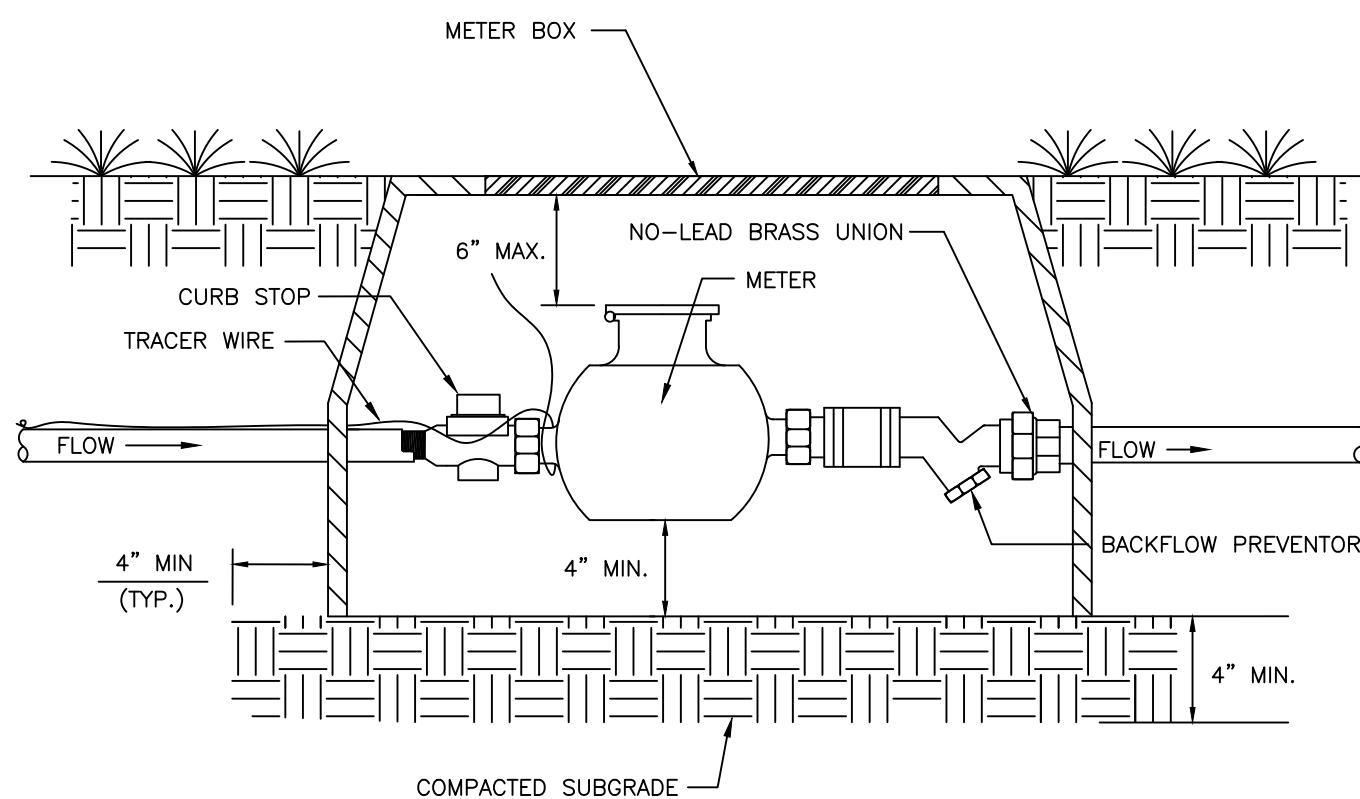 METER BOX
NO-LEAD BRASS UNION
6" MAX.
METER
CURB STOP
TRACER WIRE
FLOW
FLOW
BACKFLOW PREVENTOR
4" MIN
(TYP.)
4" MIN.
4" MIN.
COMPACTED SUBGRADE